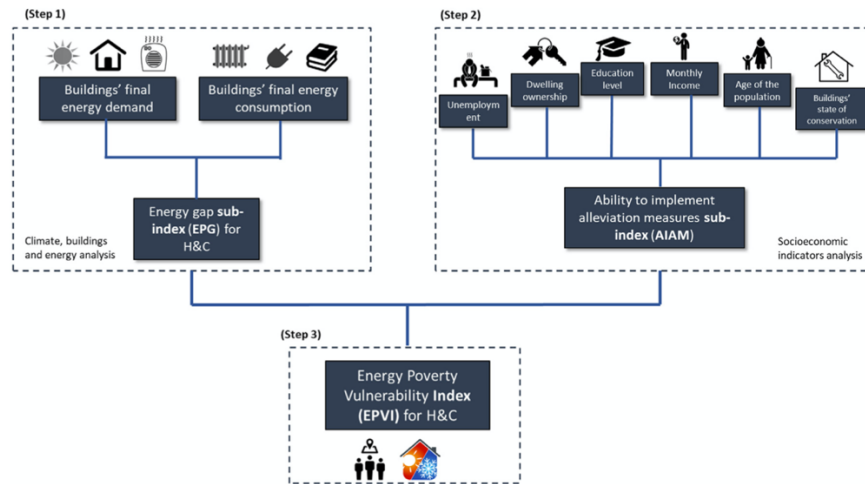 (Step 1)
Buildings' final
energy demand
Buildings' final energy
consumption
Energy gap sub-
index (EPG) for
H&C
Climate, buildings
and energy analysis
(Step 2)
Unemploym
ent
Dwelling
ownership
Education
level
Monthly
Income
Age of the
population
Buildings' state of
conservation
Ability to implement
alleviation measures sub-
index (AIAM)
Socioeconomic
indicators analysis
(Step 3)
Energy Poverty
Vulnerability Index
(EPVI) for H&C